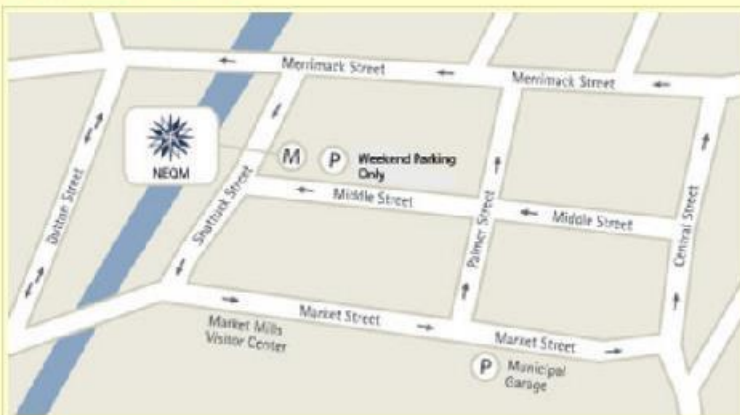 Merrimack Street
Merrimack Street
NEQM
M
P
Weekend Parking
Only
Dutton Street
Shattuck Street
Middle Street
Middle Street
Palmer Street
Central Street
Market Street
Market Mills
Visitor Center
Market Street
P
Municipal
Garage